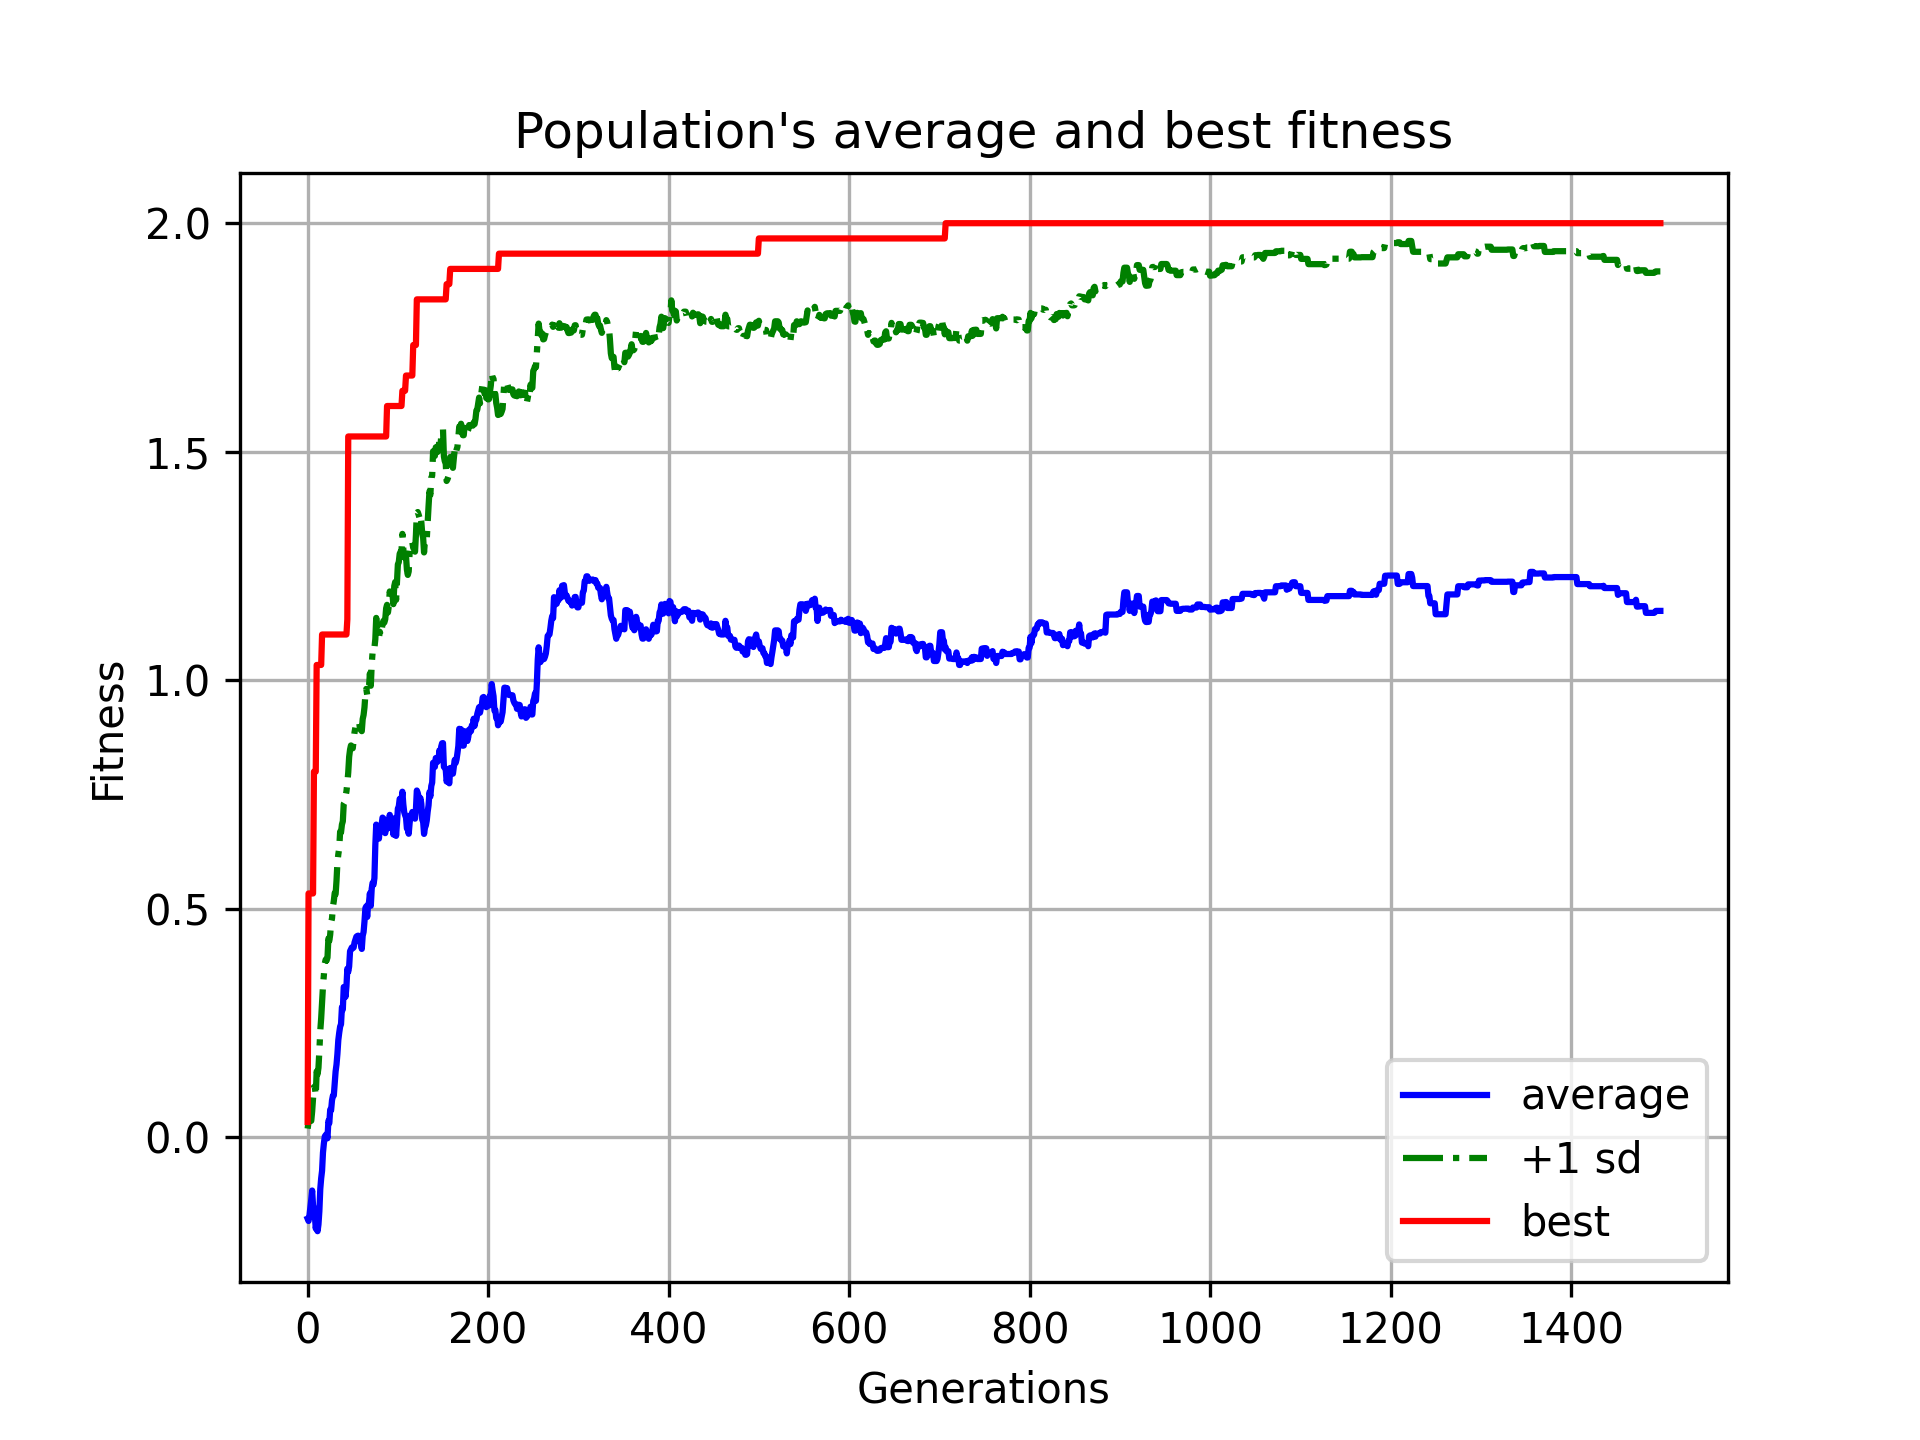 Population's average and best fitness
2.0
1.5
1.0
0.5
0.0
Fitness
0 200 400 600 800 1000 1200 1400
Generations
average
+1 sd
best